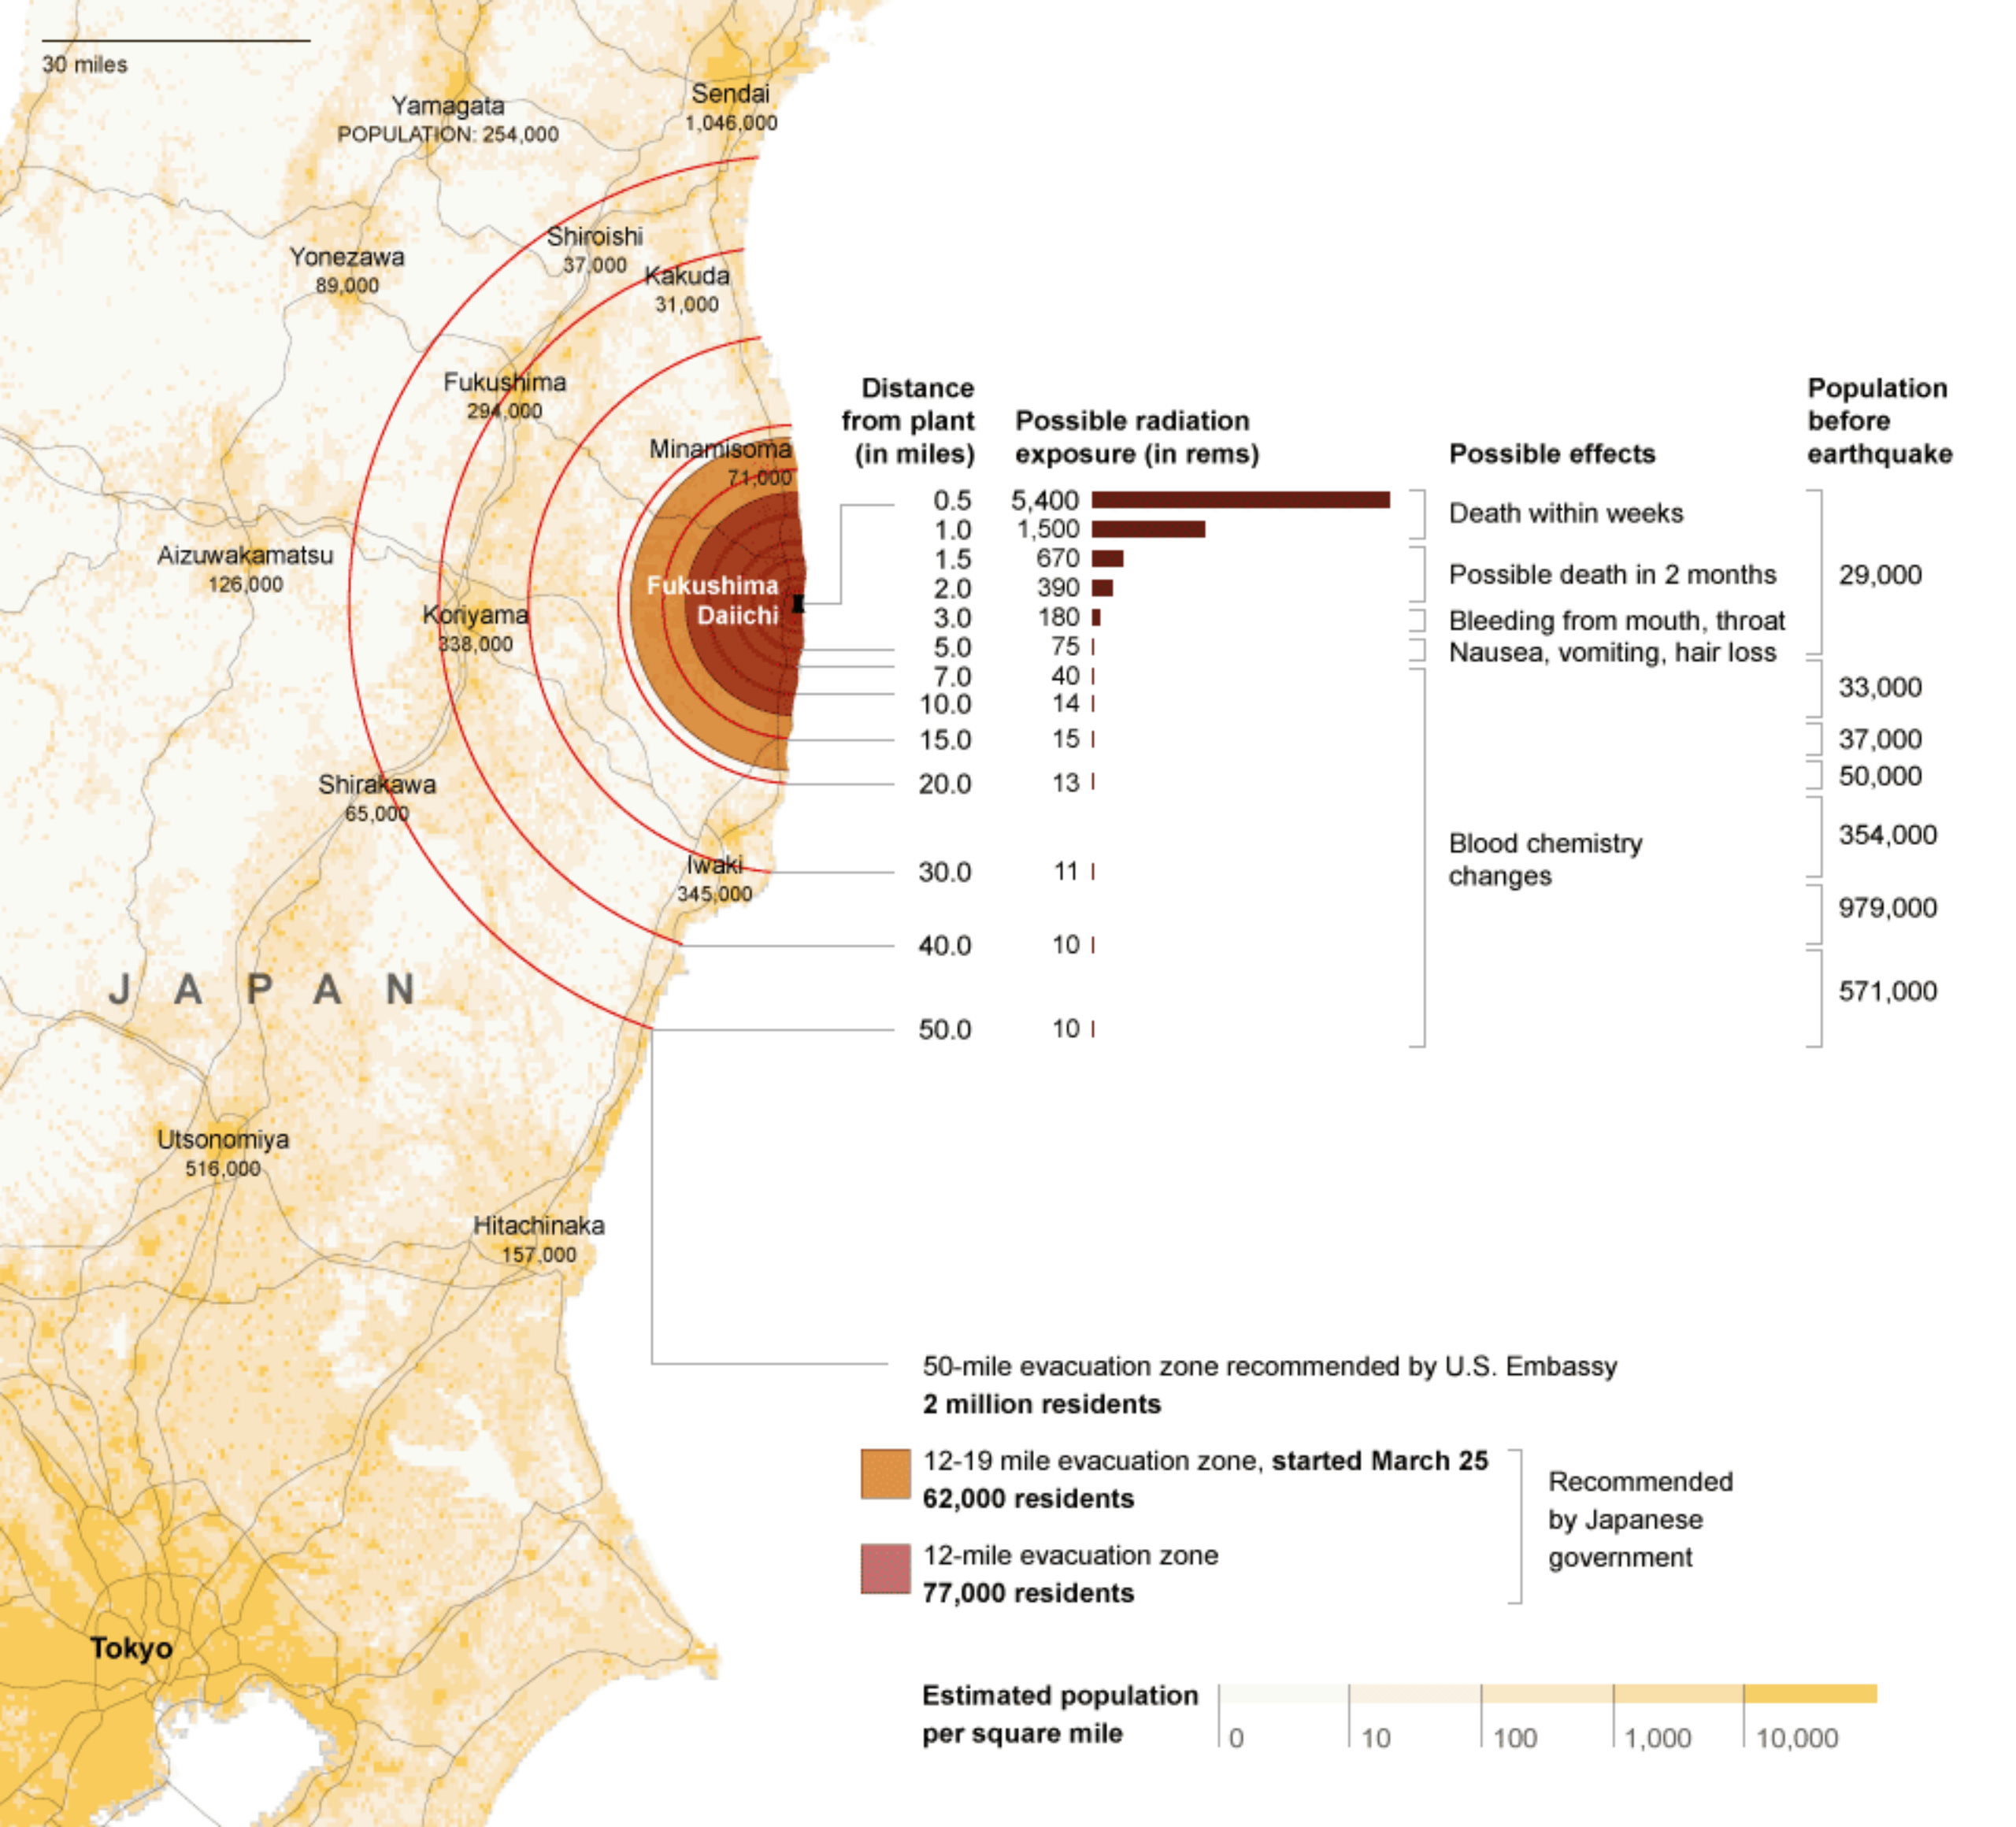 30 miles
Yamagata
POPULATION: 254,000
Sendai
1,046,000
Yonezawa
89,000
Shiroishi
37,000
Kakuda
31,000
Fukushima
294,000
Minamisoma
71,000
Aizuwakamatsu
126,000
Koriyama
338,000
Fukushima
Daiichi
Shirakawa
65,000
Iwaki
345,000
JAPAN
Utsonomiya
516,000
Hitachinaka
157,000
Tokyo
Distance
from plant
(in miles)
Possible radiation
exposure (in rems)
Possible effects
Population
before
earthquake
0.5 5,400
1.0 1,500
Death within weeks
1.5 670
2.0 390
Possible death in 2 months
29,000
3.0 180
Bleeding from mouth, throat
5.0 75
Nausea, vomiting, hair loss
7.0 40
10.0 14
33,000
15.0 15
37,000
20.0 13
50,000
30.0 11
354,000
Blood chemistry
changes
40.0 10
979,000
50.0 10
571,000
50-mile evacuation zone recommended by U.S. Embassy
2 million residents
12-19 mile evacuation zone, started March 25
62,000 residents
12-mile evacuation zone
77,000 residents
Recommended
by Japanese
government
Estimated population
per square mile
0 10 100 1,000 10,000